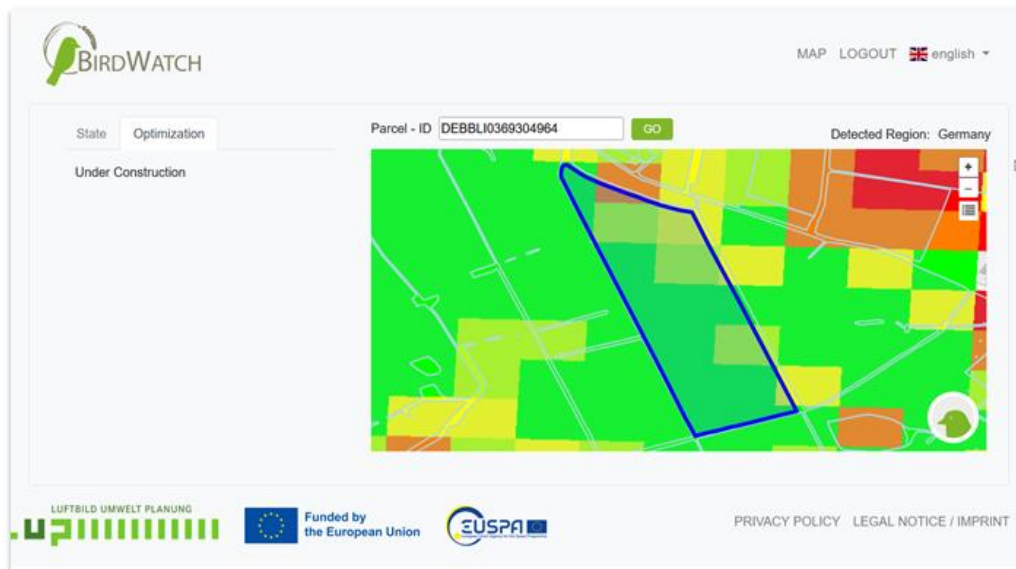 BIRDWATCH
MAP LOGOUT english
State Optimization
Parcel - ID DEBBLI0369304964 GO
Detected Region: Germany
Under Construction
+
−
LUFTBILD UMWELT PLANUNG
Funded by
the European Union
EUSPA
PRIVACY POLICY LEGAL NOTICE / IMPRINT